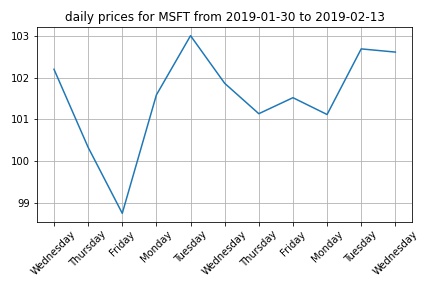 daily prices for MSFT from 2019-01-30 to 2019-02-13
103
102
101
100
99
Wednesday
Thursday
Friday
Monday
Tuesday
Wednesday
Thursday
Friday
Monday
Tuesday
Wednesday